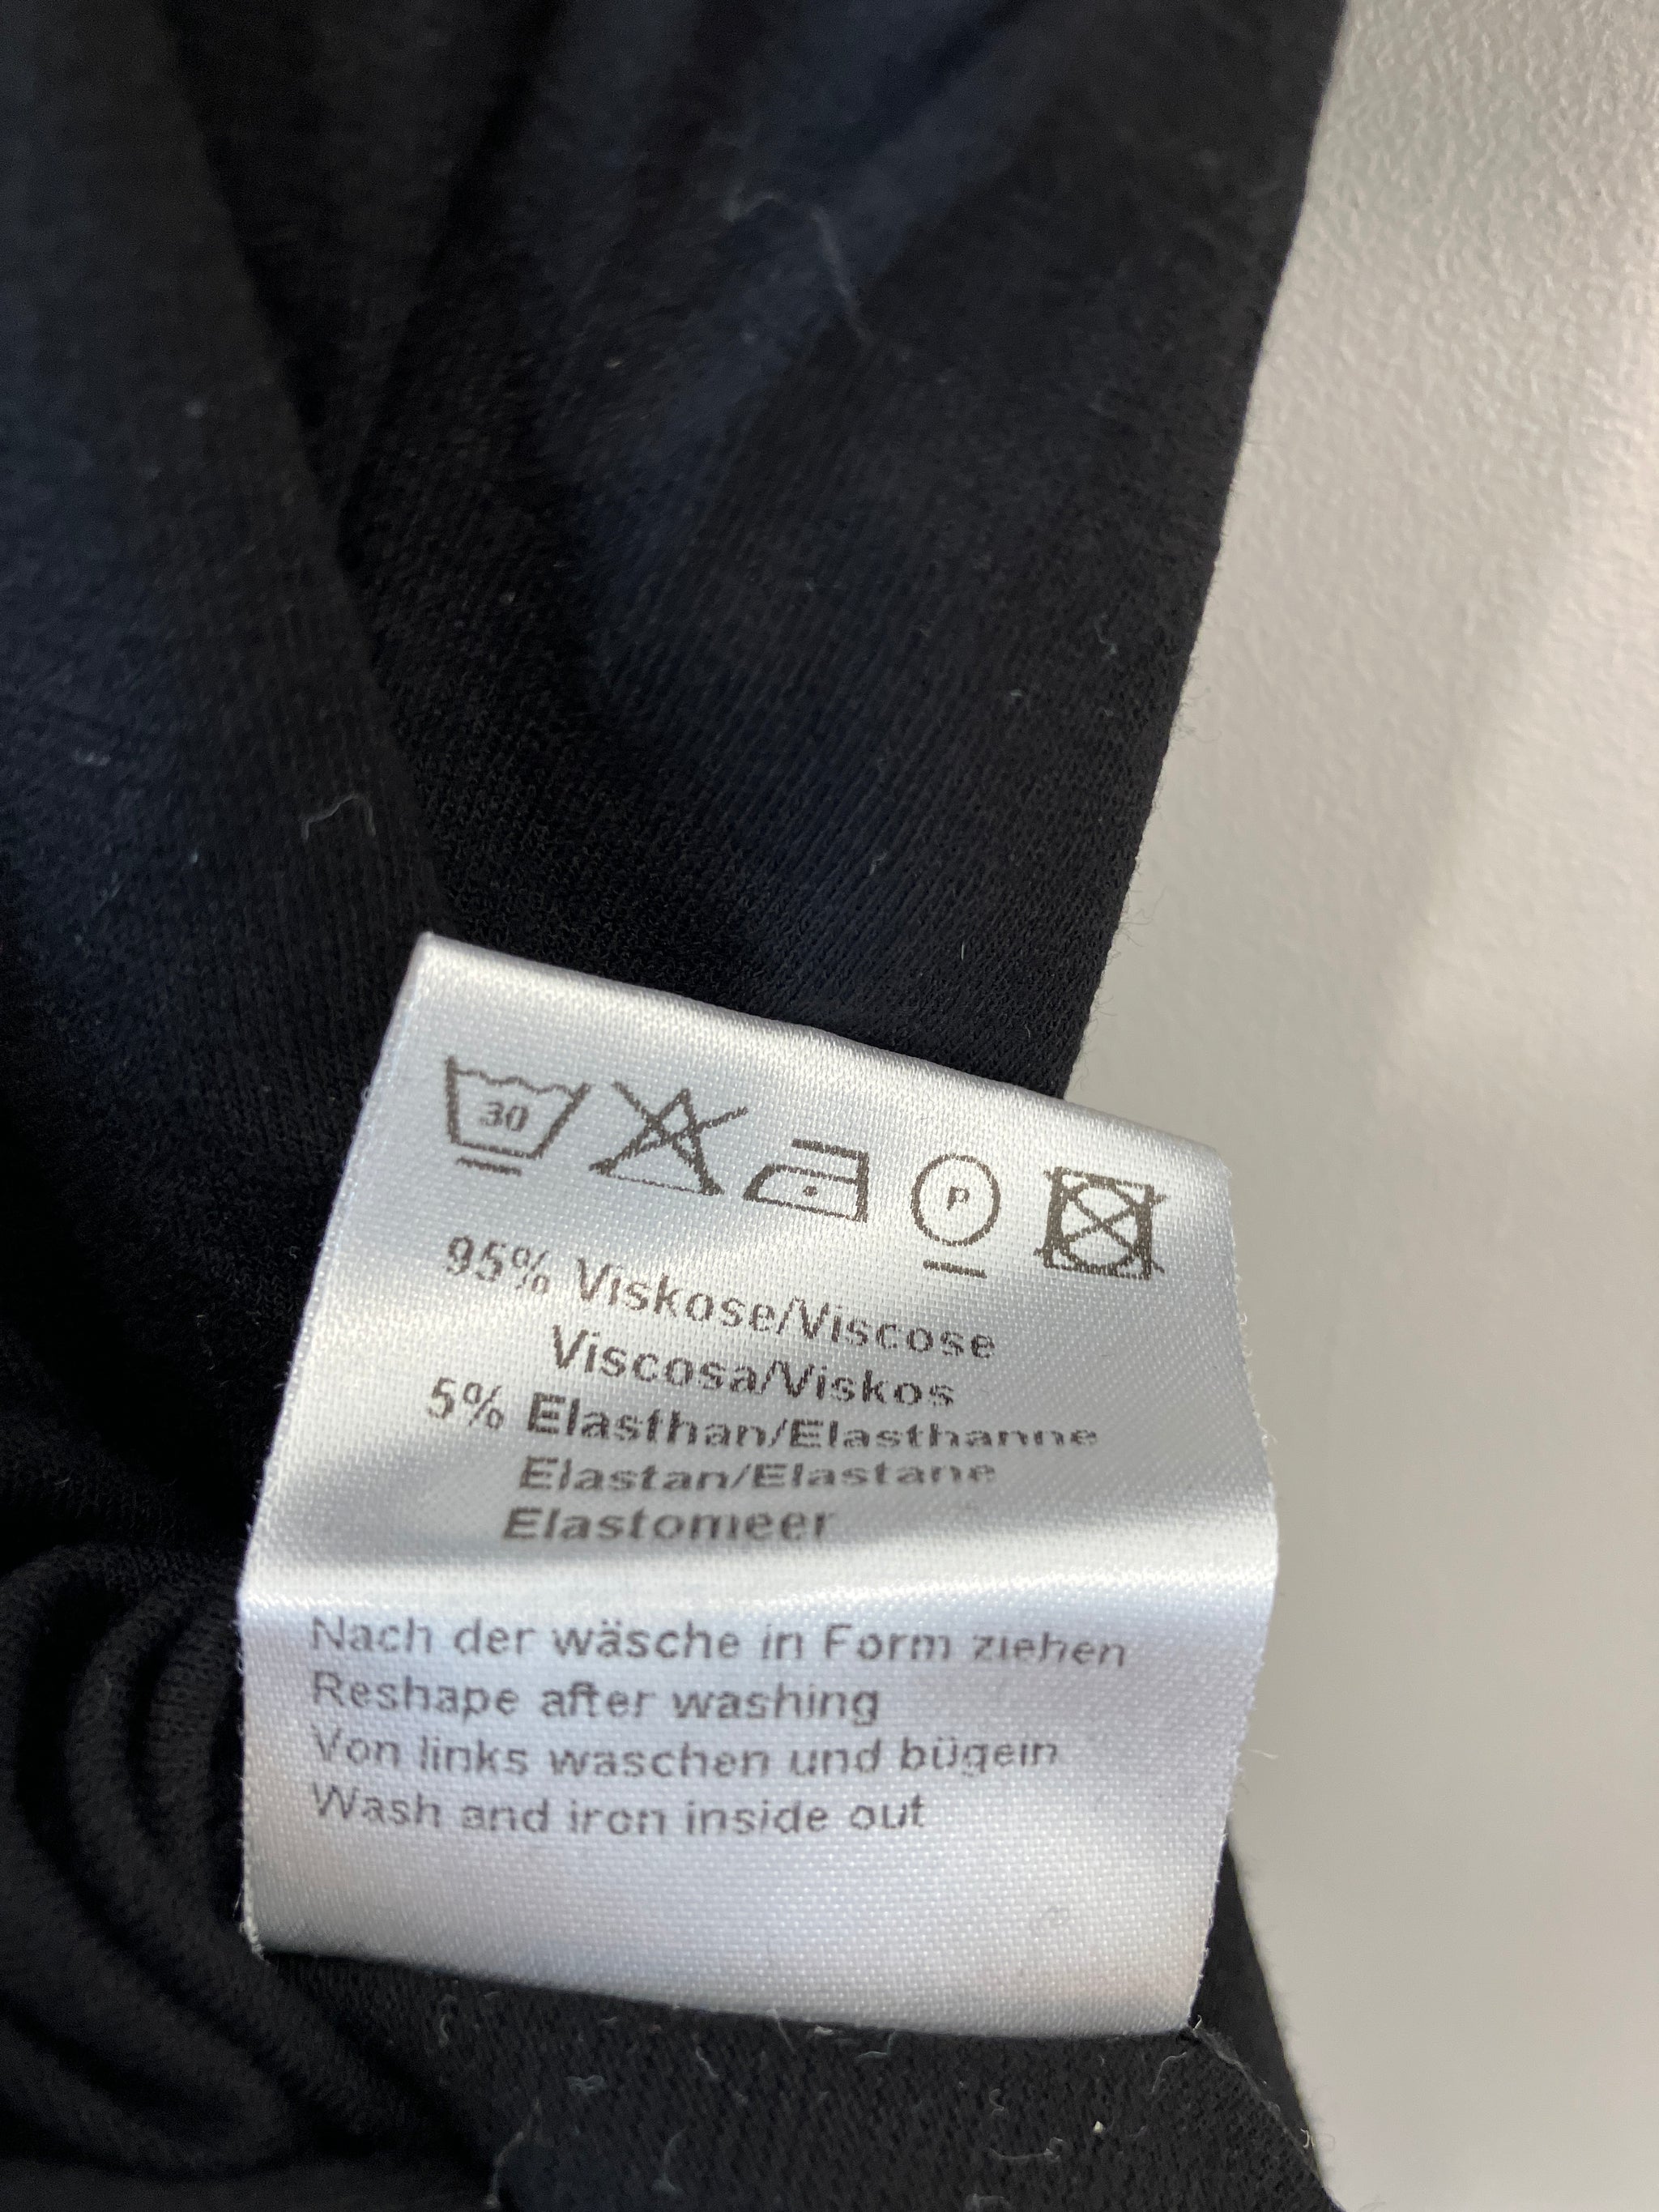 30
P
95% Viskose/Viscose
Viscosa/Viskos
5% Elasthan/Elasthanne
Elastan/Elastane
Elastomeer
Nach der wäsche in Form ziehen
Reshape after washing
Von links waschen und bügeln
Wash and iron inside out